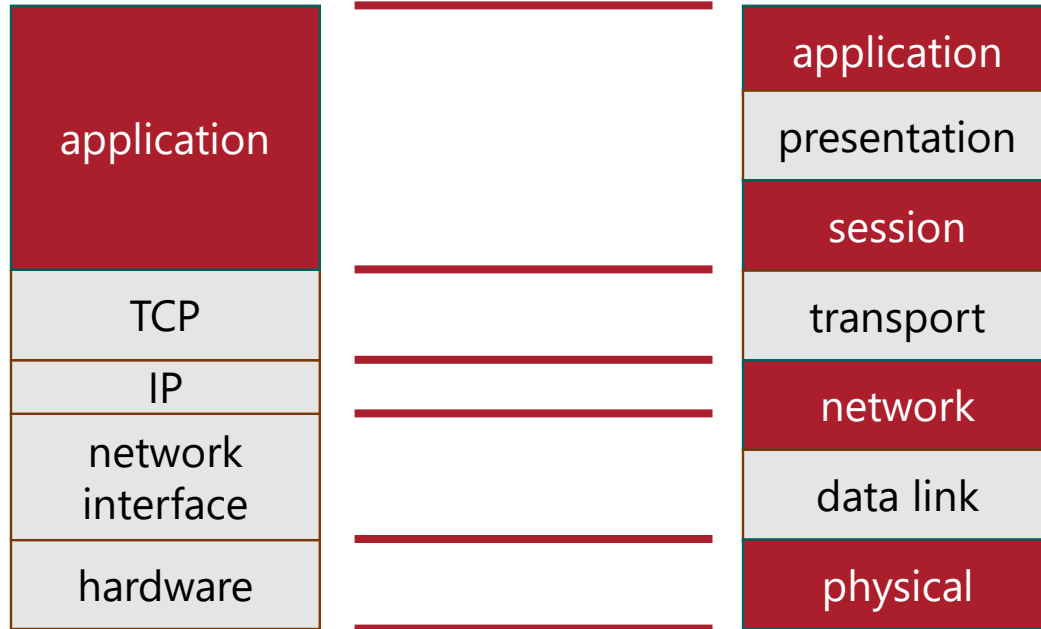 application
TCP
IP
network
interface
hardware
application
presentation
session
transport
network
data link
physical